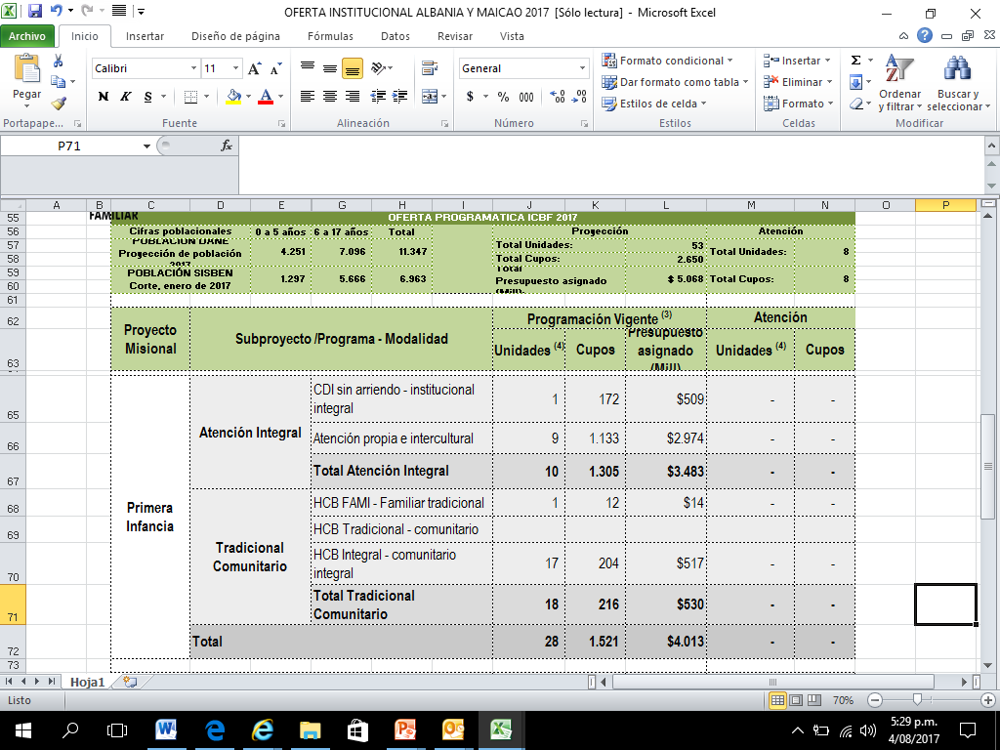 OFERTA INSTITUCIONAL ALBANIA Y MAICAO 2017 [Sólo lectura] - Microsoft Excel
Archivo Inicio Insertar Diseño de página Fórmulas Datos Revisar Vista
Calibri 11 General
Formato condicional Insertar Σ
Pegar Dar formato como tabla Eliminar Ordenar y filtrar Buscar y seleccionar
N K S $ % 000 Estilos de celda Formato
Portapape... Fuente Alineación Número Estilos Celdas Modificar
P71 fx
A B C D E G H I J K L M N O P
55 FAMILIAR OFERTA PROGRAMATICA ICBF 2017
56 Cifras poblacionales 0 a 5 años 6 a 17 años Total Proyección Atención
57 POBLACIÓN DANE Total Unidades: 53
Proyección de población 4.251 7.096 11.347 Total Unidades: 8
58 2017 Total Cupos: 2.650
59 POBLACIÓN SISBEN Total
Corte, enero de 2017 1.297 5.666 6.963 Presupuesto asignado $ 5.068 Total Cupos: 8
60 (Mill):
61
62 Programación Vigente (3) Atención
Proyecto Misional Subproyecto /Programa - Modalidad
63 Unidades (4) Cupos Presupuesto asignado (Mill) Unidades (4) Cupos
65 CDI sin arriendo - institucional integral 1 172 $509 - -
Atención Integral
66 Atención propia e intercultural 9 1.133 $2.974 - -
67 Total Atención Integral 10 1.305 $3.483 - -
Primera Infancia
68 HCB FAMI - Familiar tradicional 1 12 $14 - -
69 HCB Tradicional - comunitario
Tradicional Comunitario
70 HCB Integral - comunitario integral 17 204 $517 - -
71 Total Tradicional Comunitario 18 216 $530 - -
72 Total 28 1.521 $4.013 - -
73
Hoja1
Listo 70%
5:29 p.m.
4/08/2017